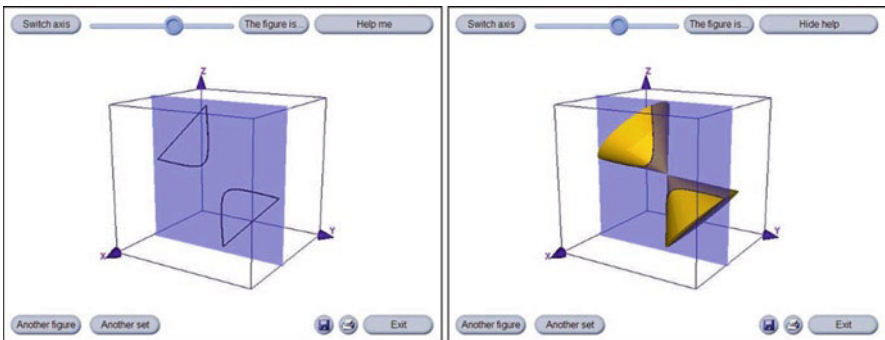 Switch axis The figure is... Help me
Z
X Y
Another figure Another set Exit
Switch axis The figure is... Hide help
Z
X Y
Another figure Another set Exit